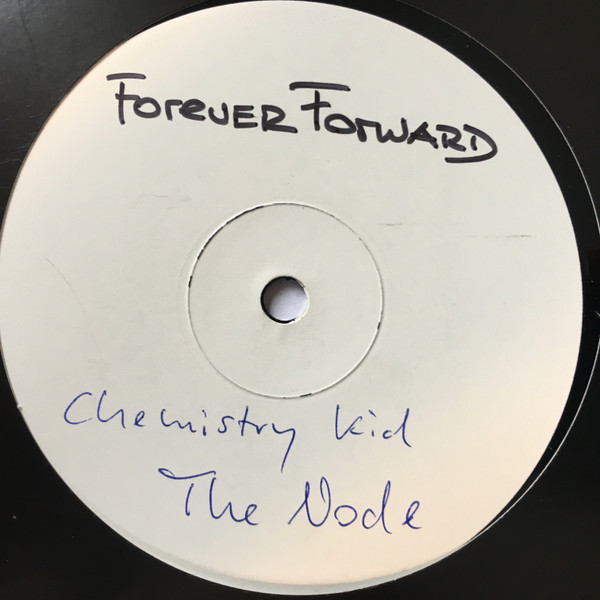 Forever Forward
Chemistry Kid
The Node